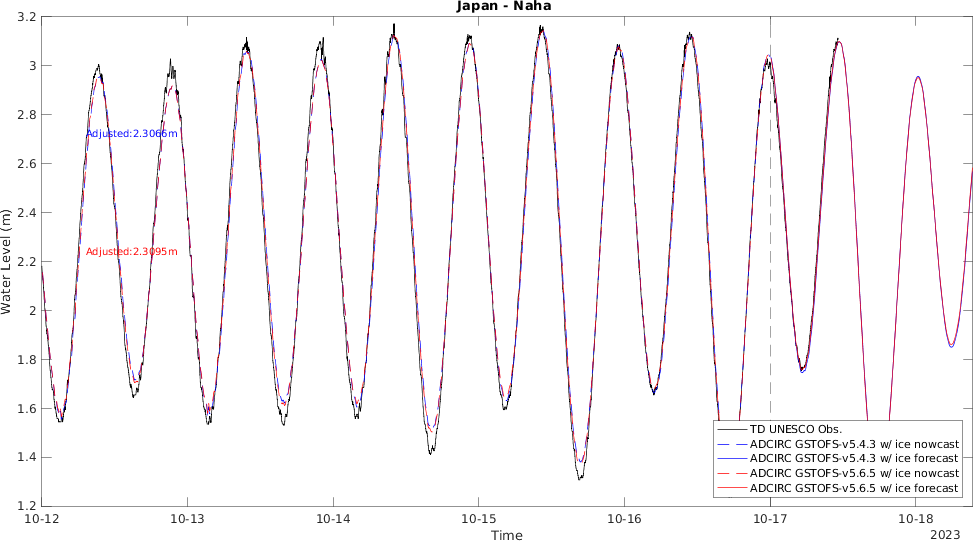 Japan - Naha
3.2
3
2.8
2.6
2.4
2.2
2
1.8
1.6
1.4
1.2
Water Level (m)
Adjusted:2.3066m
Adjusted:2.3095m
TD UNESCO Obs.
ADCIRC GSTOFS-v5.4.3 w/ ice nowcast
ADCIRC GSTOFS-v5.4.3 w/ ice forecast
ADCIRC GSTOFS-v5.6.5 w/ ice nowcast
ADCIRC GSTOFS-v5.6.5 w/ ice forecast
10-12 10-13 10-14 10-15 10-16 10-17 10-18
Time
2023